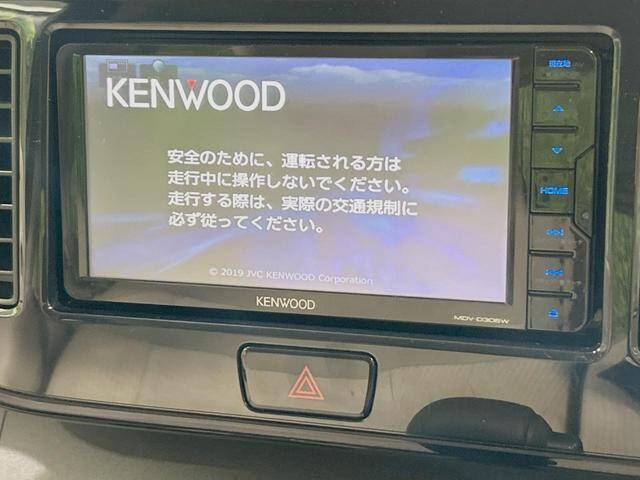 KENWOOD
安全のために、運転される方は
走行中に操作しないでください。
走行する際は、実際の交通規制に
必ず従ってください。
© 2019 JVC KENWOOD Corporation
KENWOOD
MDV-D306W
現在地
HOME